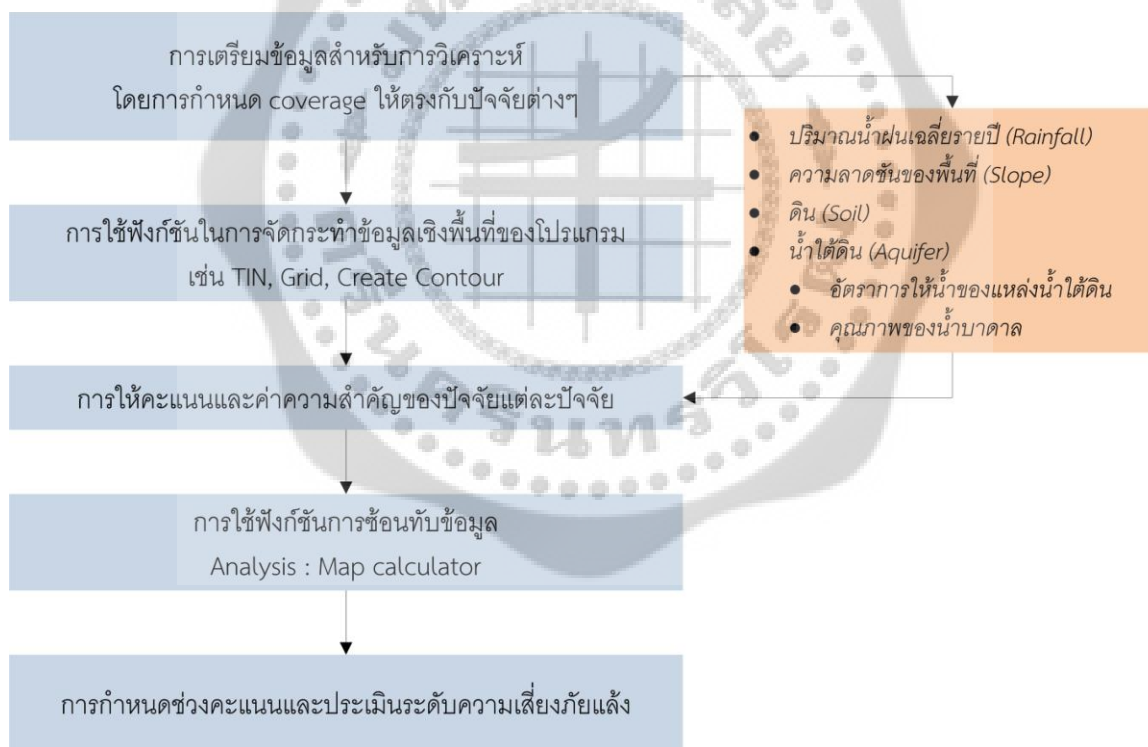 การเตรียมข้อมูลสำหรับการวิเคราะห์
โดยการกำหนด coverage ให้ตรงกับปัจจัยต่างๆ
• ปริมาณน้ำฝนเฉลี่ยรายปี (Rainfall)
• ความลาดชันของพื้นที่ (Slope)
• ดิน (Soil)
• น้ำใต้ดิน (Aquifer)
• อัตราการให้น้ำของแหล่งน้ำใต้ดิน
• คุณภาพของน้ำบาดาล
การใช้ฟังก์ชันในการจัดกระทำข้อมูลเชิงพื้นที่ของโปรแกรม
เช่น TIN, Grid, Create Contour
การให้คะแนนและค่าความสำคัญของปัจจัยแต่ละปัจจัย
การใช้ฟังก์ชันการซ้อนทับข้อมูล
Analysis : Map calculator
การกำหนดช่วงคะแนนและประเมินระดับความเสี่ยงภัยแล้ง